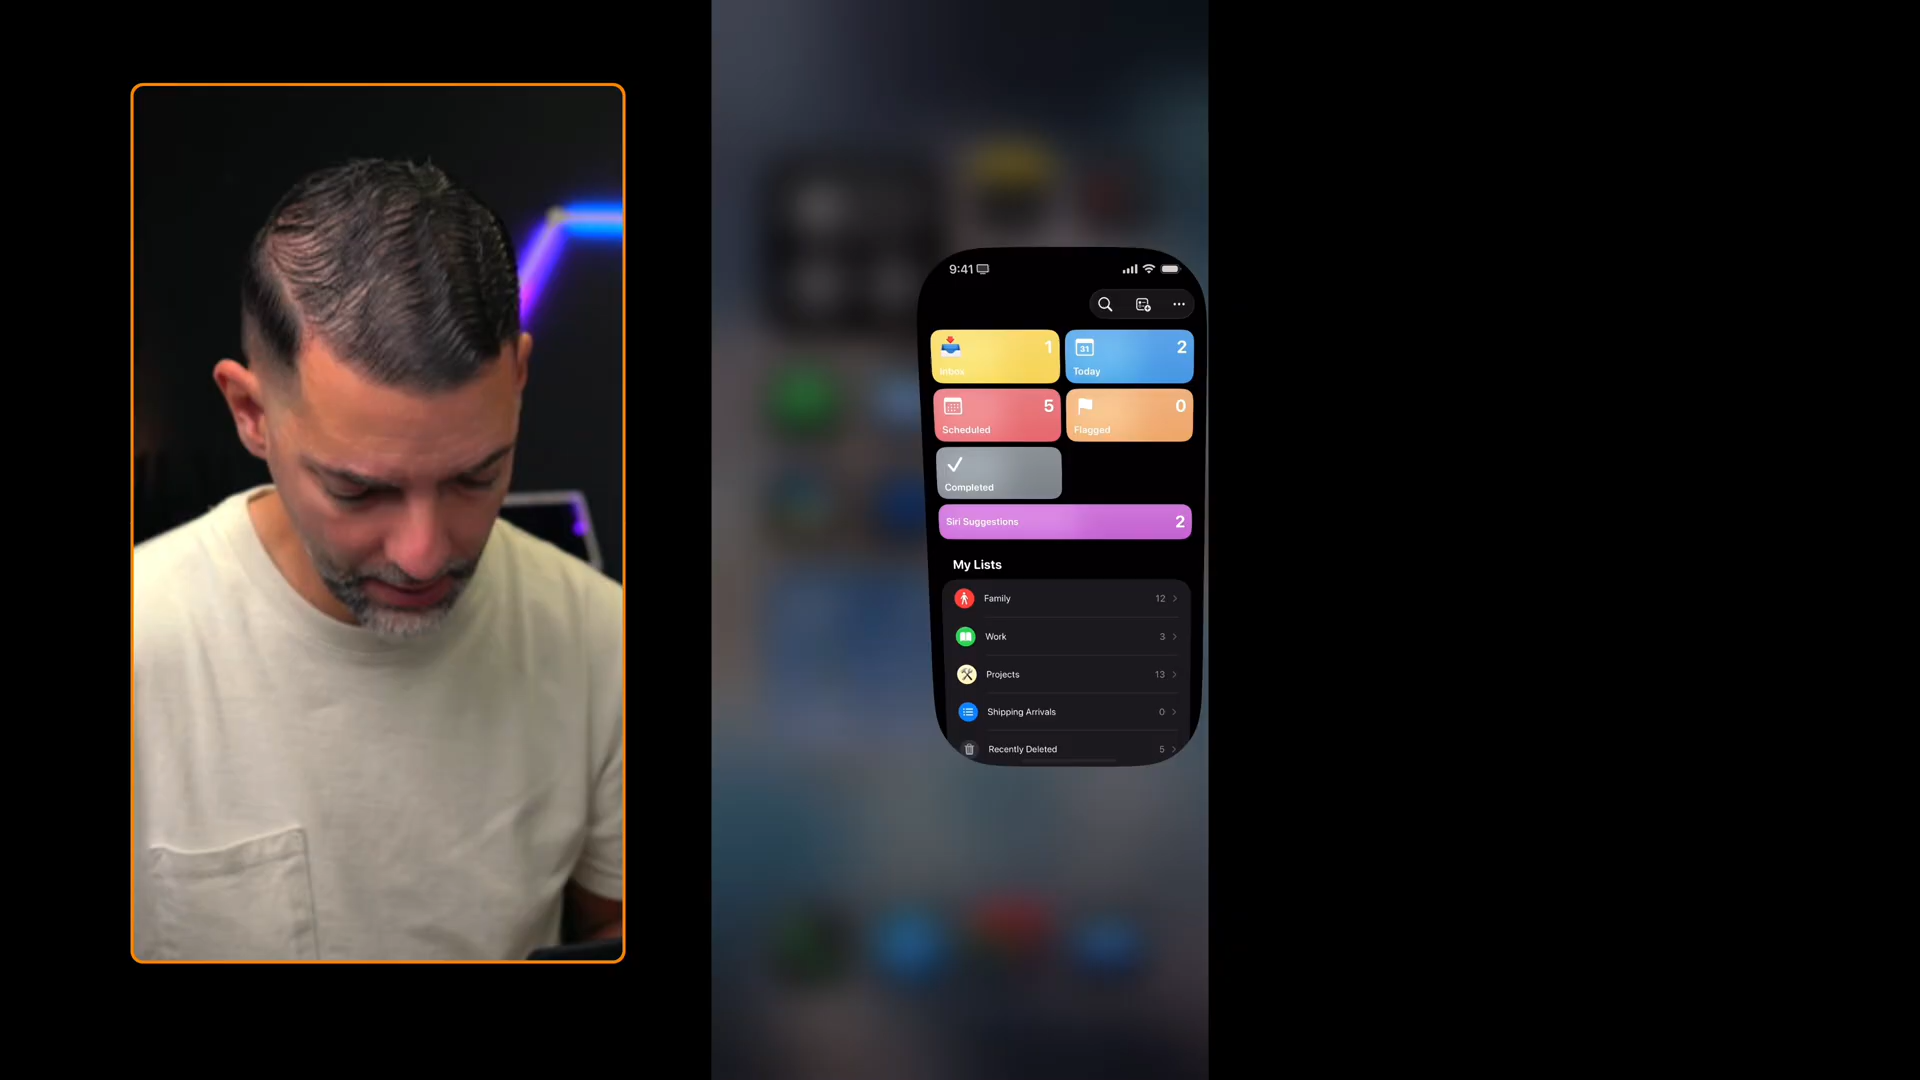 9:41
1
Inbox
31
2
Today
5
Scheduled
0
Flagged
Completed
Siri Suggestions
2
My Lists
Family
12
Work
3
Projects
13
Shipping Arrivals
0
Recently Deleted
5